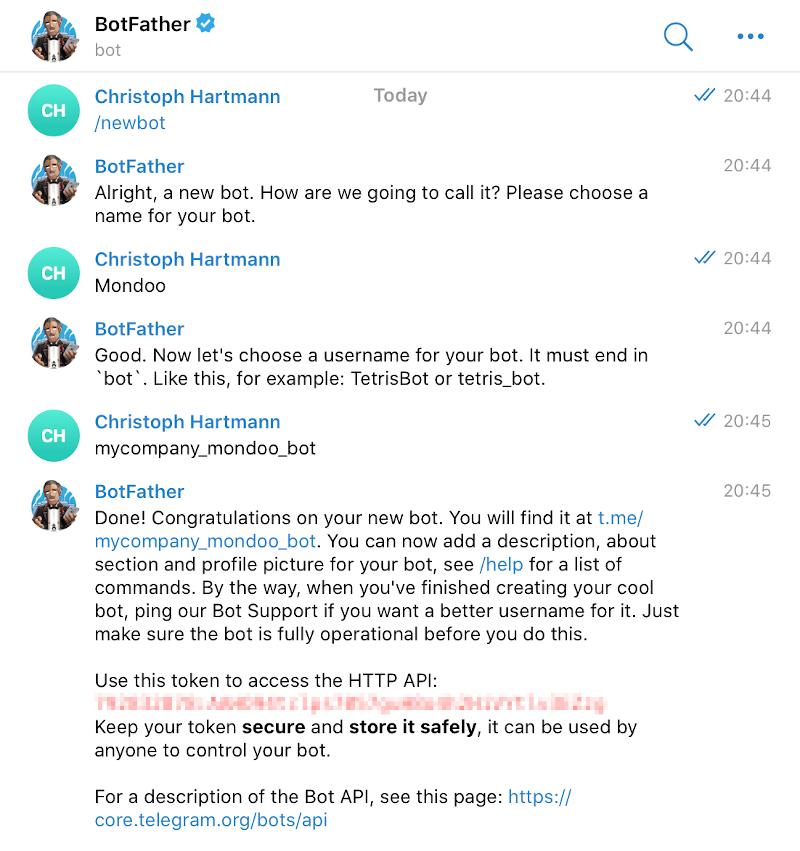 BotFather
bot
Christoph Hartmann
Today
20:44
/newbot
BotFather
20:44
Alright, a new bot. How are we going to call it? Please choose a
name for your bot.
CH
Christoph Hartmann
20:44
Mondoo
BotFather
20:44
Good. Now let's choose a username for your bot. It must end in
`bot`. Like this, for example: TetrisBot or tetris_bot.
CH
Christoph Hartmann
20:45
mycompany_mondoo_bot
CH
BotFather
20:45
Done! Congratulations on your new bot. You will find it at t.me/
mycompany_mondoo_bot. You can now add a description, about
section and profile picture for your bot, see /help for a list of
commands. By the way, when you've finished creating your cool
bot, ping our Bot Support if you want a better username for it. Just
make sure the bot is fully operational before you do this.
Use this token to access the HTTP API:
Keep your token secure and store it safely, it can be used by
anyone to control your bot.
For a description of the Bot API, see this page: https://
core.telegram.org/bots/api